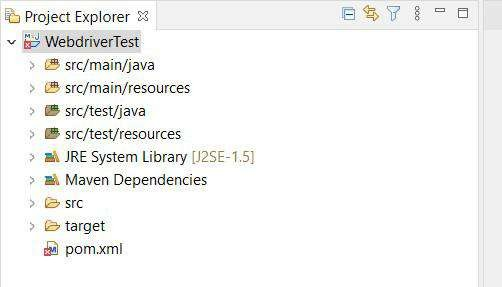 Project Explorer
WebdriverTest
src/main/java
src/main/resources
src/test/java
src/test/resources
JRE System Library [J2SE-1.5]
Maven Dependencies
src
target
pom.xml